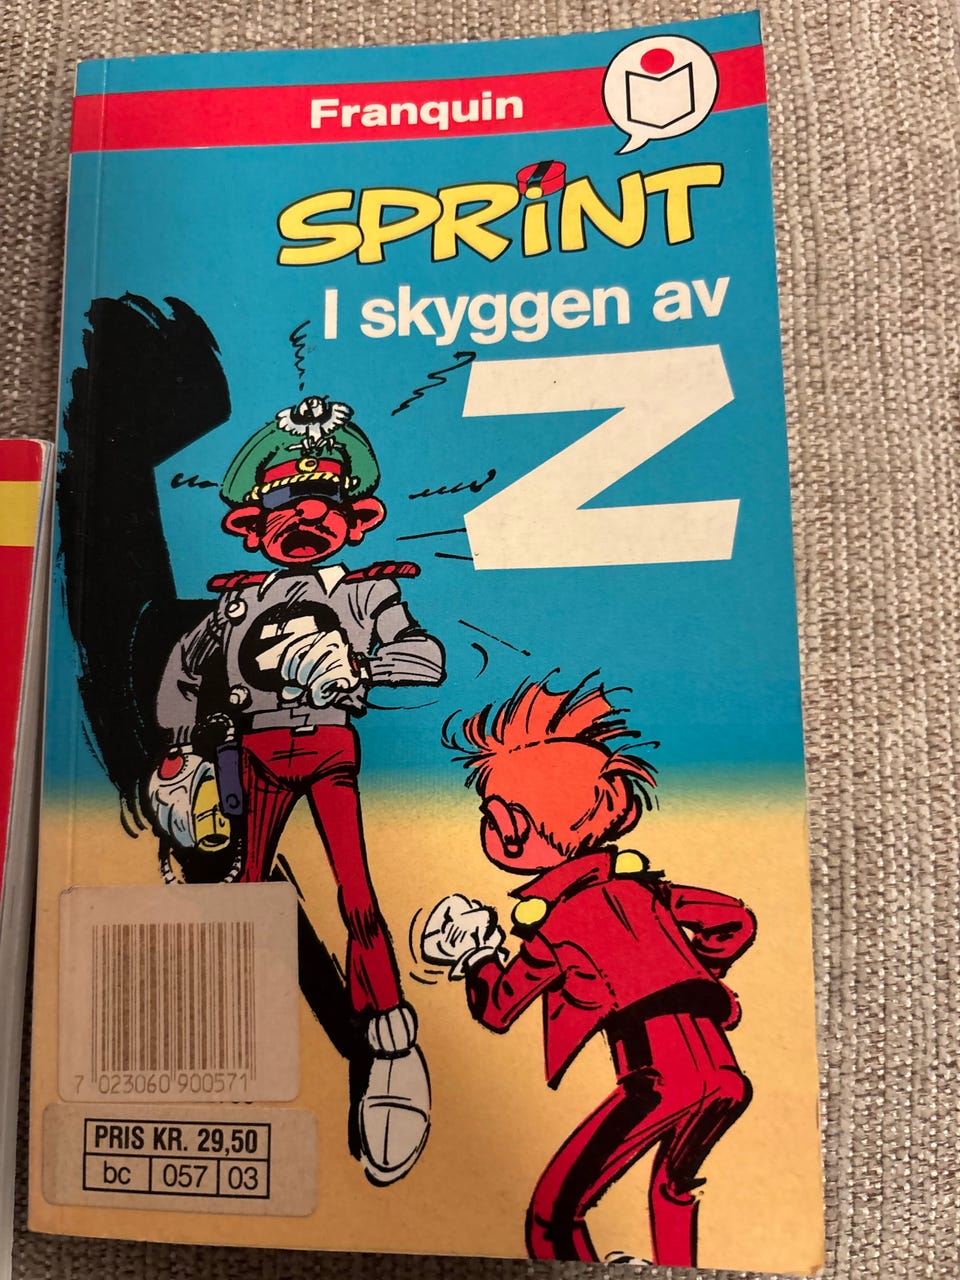 Franquin
SPRiNT
I skyggen av
Z
Z
7 023060 900571
PRIS KR. 29,50
bc 057 03